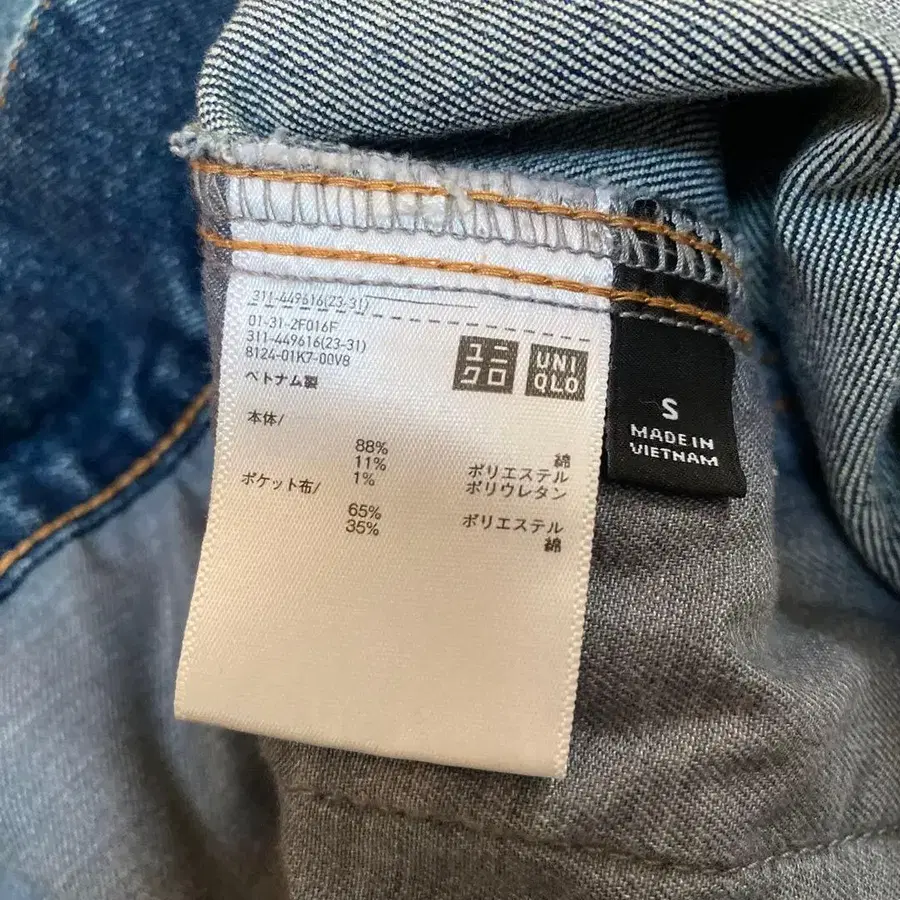 311-449616(23-31)
01-31-2F016F
311-449616(23-31)
8124-01K7-00V8
ベトナム製
ユニ
クロ
UNI
QLO
本体/
88% 綿
11% ポリエステル
1% ポリウレタン
ポケット布/
65% ポリエステル
35% 綿
S
MADE IN
VIETNAM